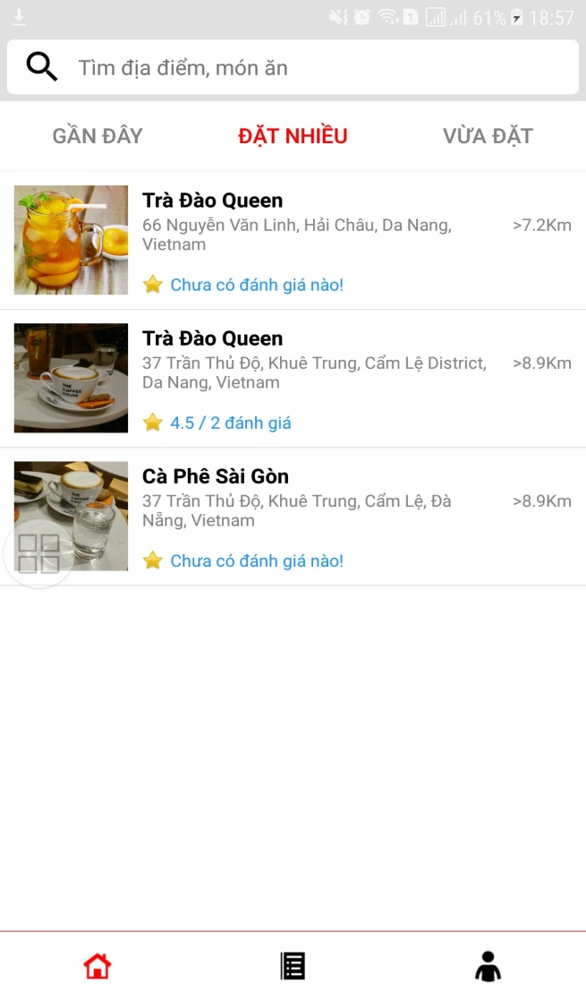 1 61% 18:57
Tìm địa điểm, món ăn
GẦN ĐÂY ĐẶT NHIỀU VỪA ĐẶT
Trà Đào Queen
66 Nguyễn Văn Linh, Hải Châu, Da Nang, >7.2Km
Vietnam
Chưa có đánh giá nào!
Trà Đào Queen
37 Trần Thủ Độ, Khuê Trung, Cẩm Lệ District, >8.9Km
Da Nang, Vietnam
THE
COFFEE
HOUSE
4.5 / 2 đánh giá
Cà Phê Sài Gòn
37 Trần Thủ Độ, Khuê Trung, Cẩm Lệ, Đà >8.9Km
Nẵng, Vietnam
Chưa có đánh giá nào!